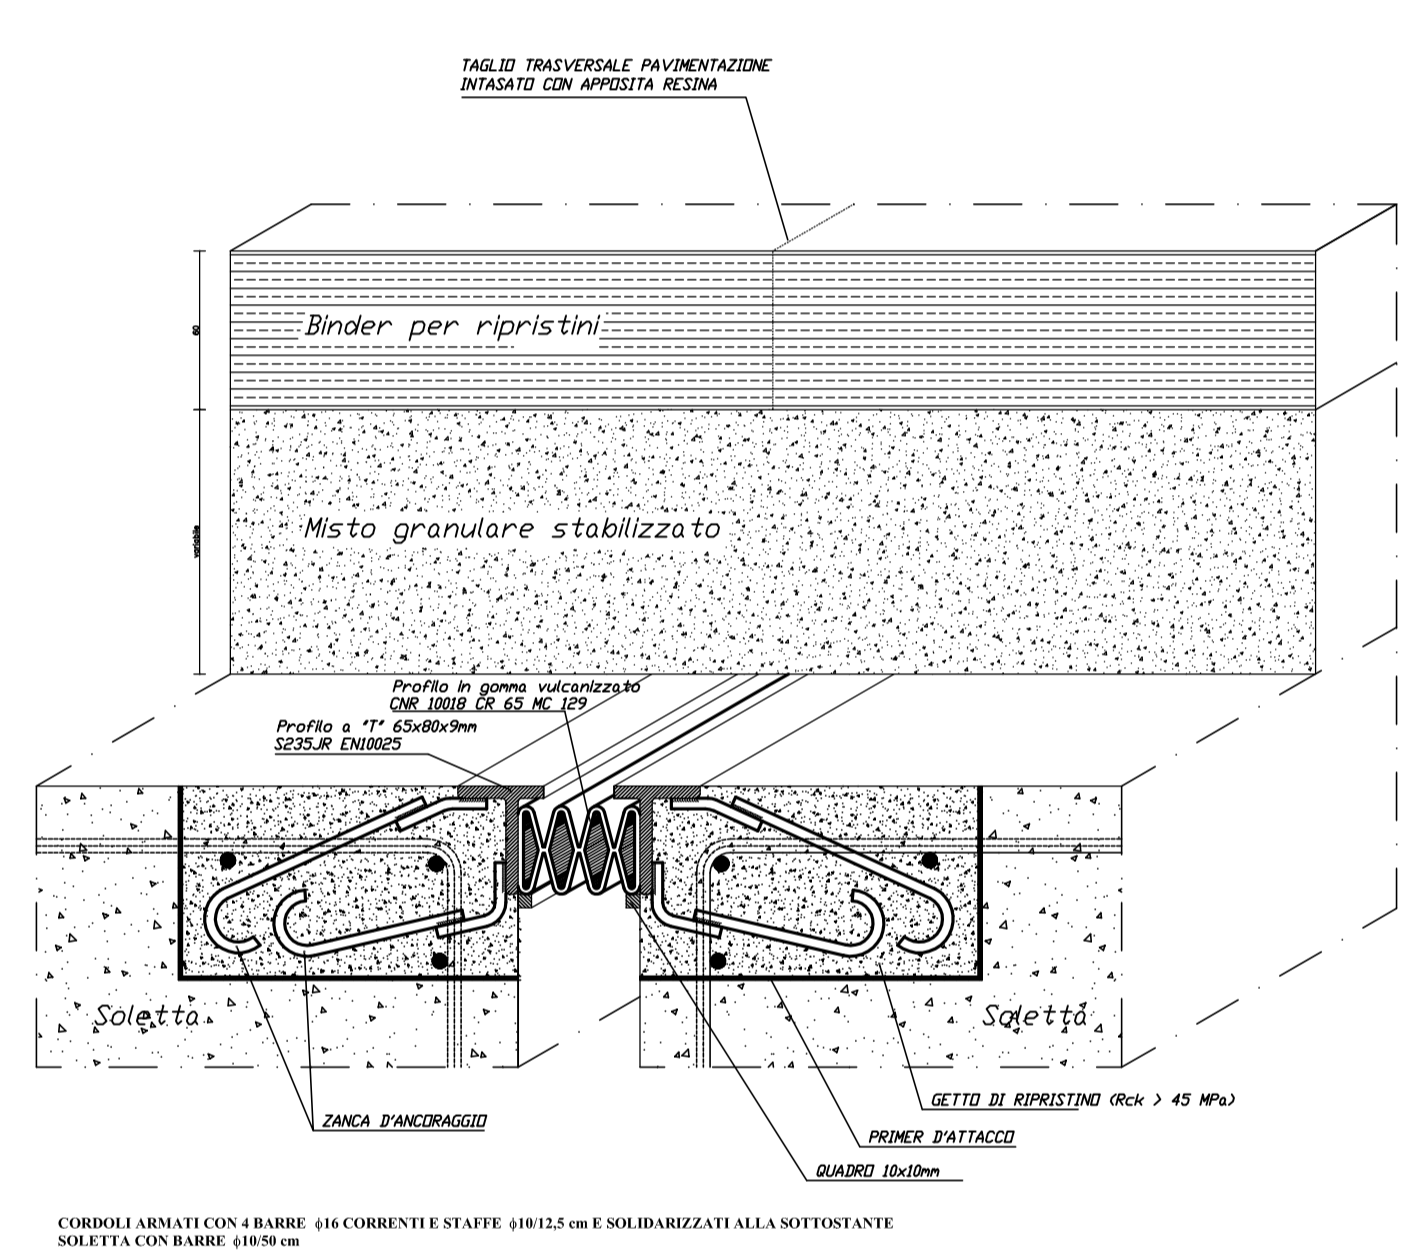 TAGLIO TRASVERSALE PAVIMENTAZIONE
INTASATO CON APPOSITA RESINA
60
Binder per ripristini
variabile
Misto granulare stabilizzato
Profilo in gomma vulcanizzato
CNR 10018 CR 65 MC 129
Profilo a "T" 65x80x9mm
S235JR EN10025
Soletta
Soletta
GETTO DI RIPRISTINO (Rck > 45 MPa)
ZANCA D'ANCORAGGIO
PRIMER D'ATTACCO
QUADRO 10x10mm
CORDOLI ARMATI CON 4 BARRE ϕ16 CORRENTI E STAFFE ϕ10/12,5 cm E SOLIDARIZZATI ALLA SOTTOSTANTE
SOLETTA CON BARRE ϕ10/50 cm